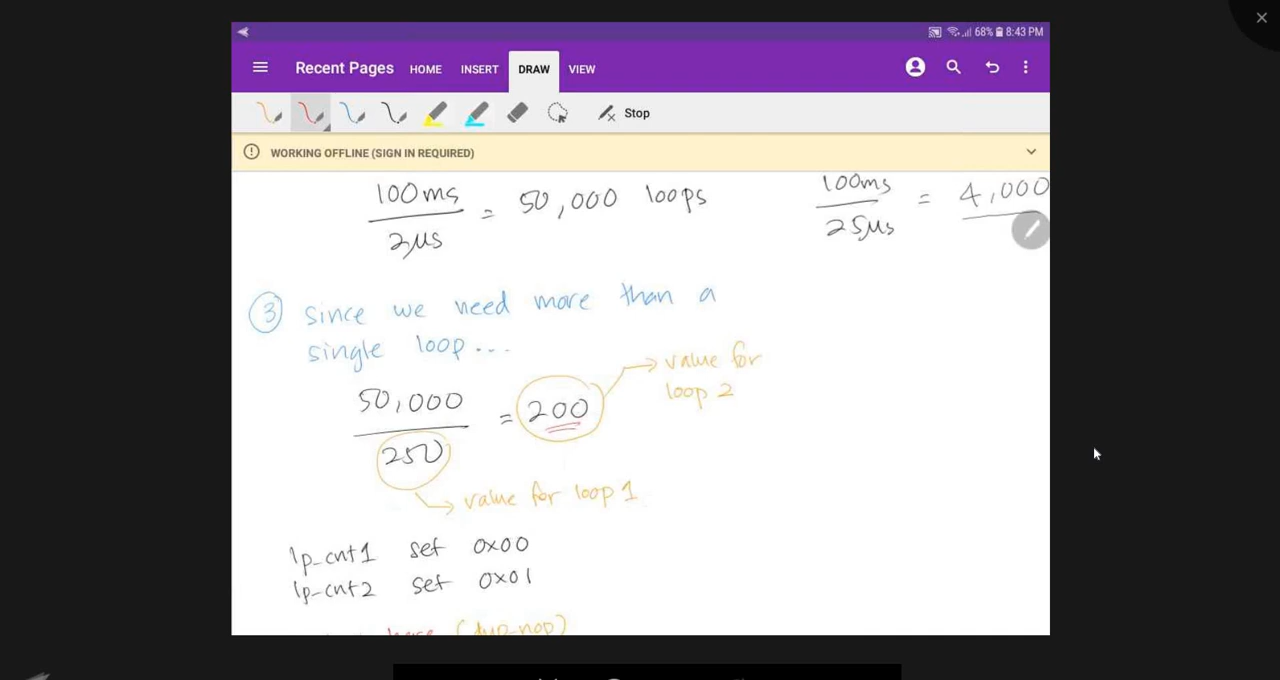 68% 8:43 PM
Recent Pages HOME INSERT DRAW VIEW
Stop
WORKING OFFLINE (SIGN IN REQUIRED)
100ms
2μs
= 50,000 loops
100ms
25μs
= 4,000
3 since we need more than a
single loop...
50,000
250
= 200
value for
loop 2
value for loop 1
lp_cnt1 set 0x00
lp_cnt2 set 0x01
(dup-nop)